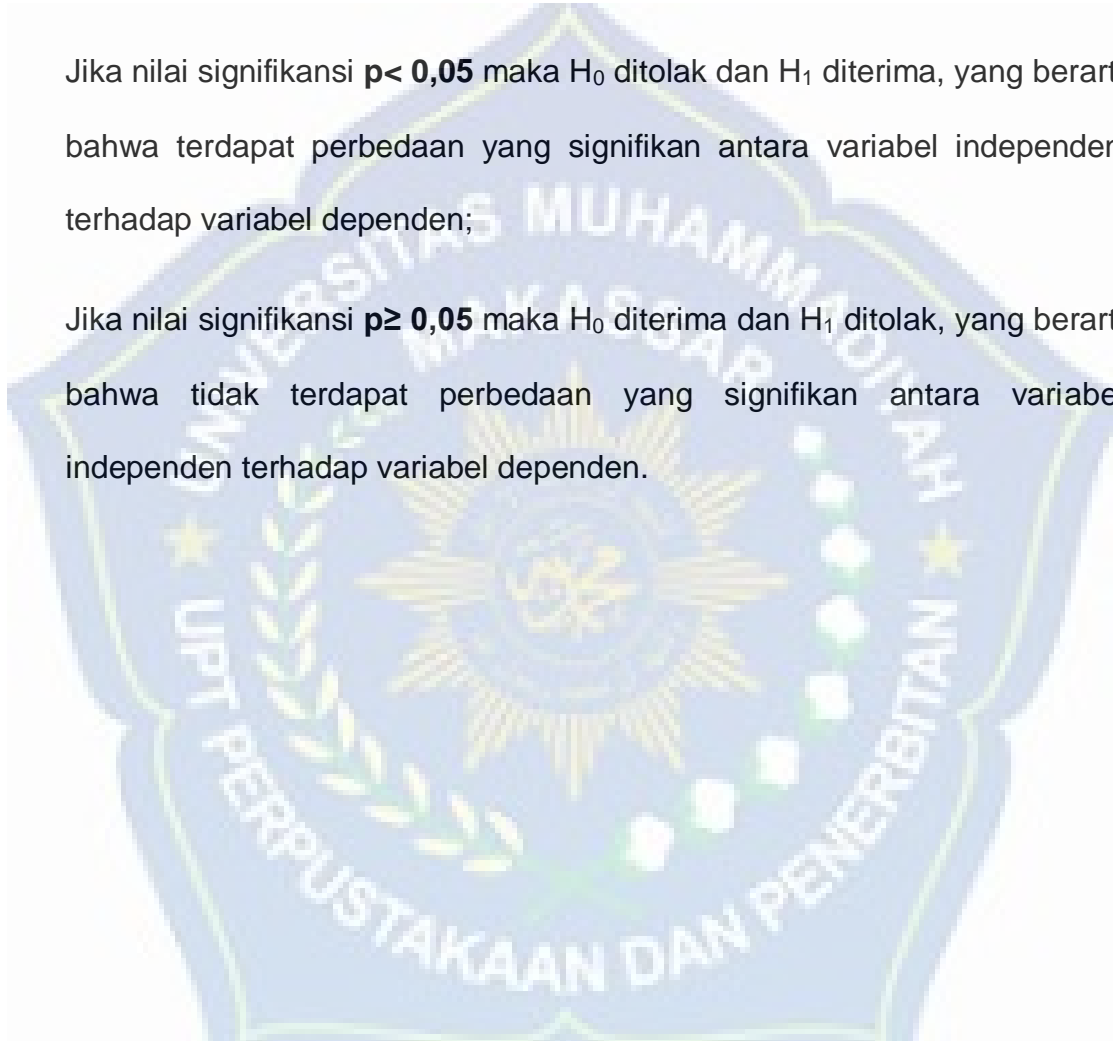 Jika nilai signifikansi p< 0,05 maka H₀ ditolak dan H₁ diterima, yang berart
bahwa terdapat perbedaan yang signifikan antara variabel independen
terhadap variabel dependen;
Jika nilai signifikansi p≥ 0,05 maka H₀ diterima dan H₁ ditolak, yang berart
bahwa tidak terdapat perbedaan yang signifikan antara variabe
independen terhadap variabel dependen.
UNIVERSITAS MUHAMMADIYAH
MAKASSAR
UPT PERPUSTAKAAN DAN PENERBITAN